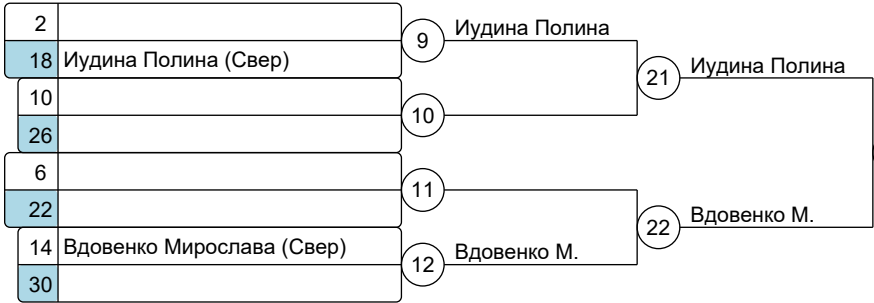 2
9
Иудина Полина
18 Иудина Полина (Свер)
21
Иудина Полина
10
10
26
6
11
22
22
Вдовенко М.
14 Вдовенко Мирослава (Свер)
12
Вдовенко М.
30